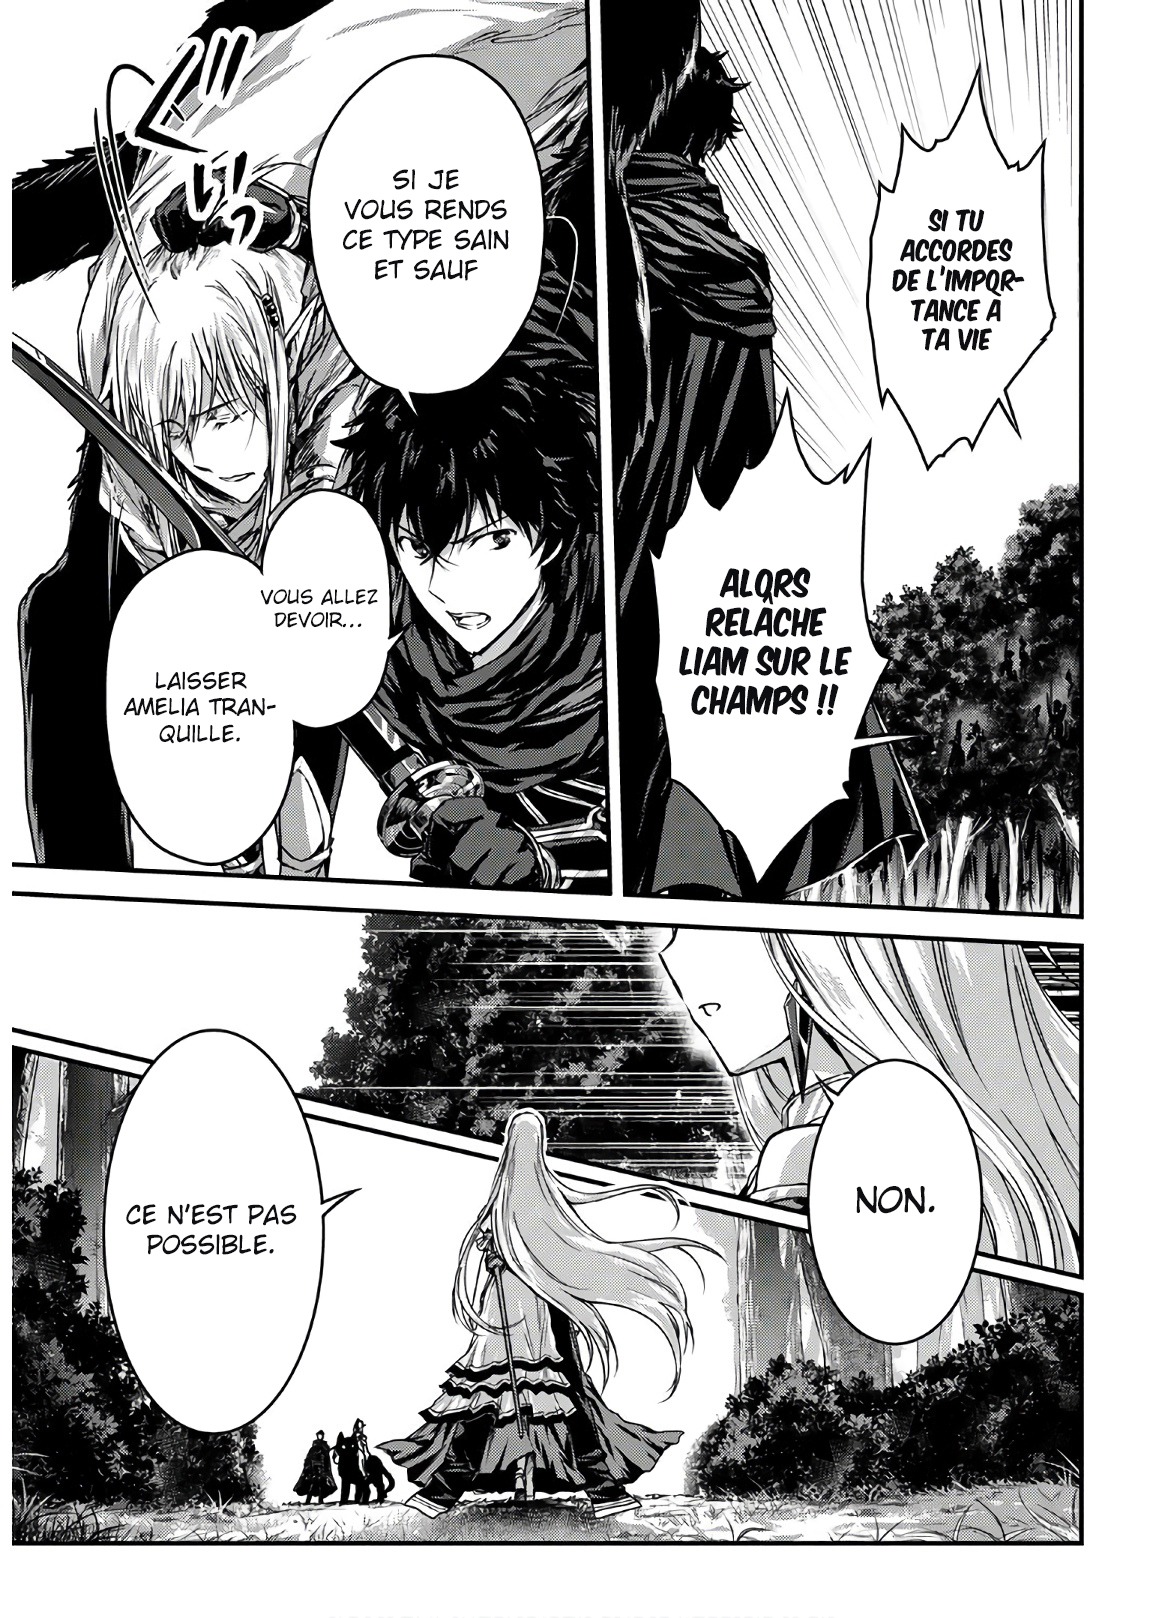 SI TU
ACCORDES
DE L'IMPOR-
TANCE A
TA VIE
ALORS
RELÂCHE
LIAM SUR LE
CHAMPS !!
SI JE
VOUS RENDS
CE TYPE SAIN
ET SAUF
VOUS ALLEZ
DEVOIR...
LAISSER
AMELIA TRAN-
QUILLE.
NON.
CE N'EST PAS
POSSIBLE.